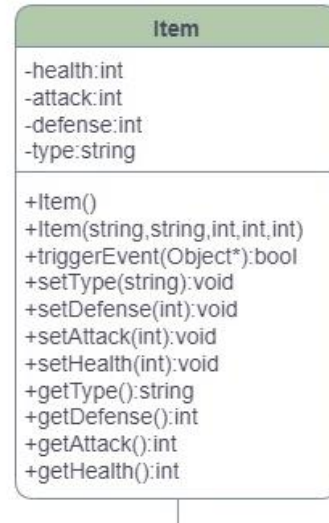 Item
-health:int
-attack:int
-defense:int
-type:string
+Item()
+Item(string,string,int,int,int)
+triggerEvent(Object*):bool
+setType(string):void
+setDefense(int):void
+setAttack(int):void
+setHealth(int):void
+getType():string
+getDefense():int
+getAttack():int
+getHealth():int